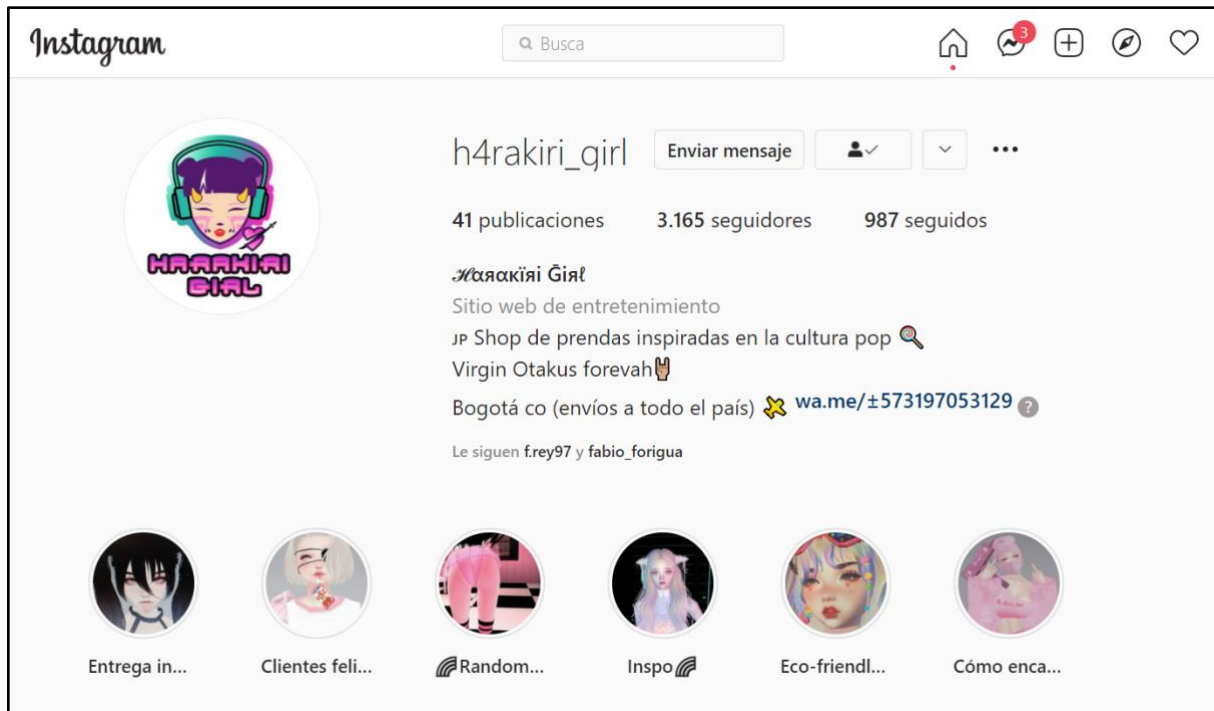 Instagram
Busca
3
h4rakiri_girl Enviar mensaje
41 publicaciones 3.165 seguidores 987 seguidos
ℋαяαкïяi Ḡiяℓ
Sitio web de entretenimiento
JP Shop de prendas inspiradas en la cultura pop 🍭
Virgin Otakus forevah🤘🏼
Bogotá co (envíos a todo el país) wa.me/±573197053129 ?
Le siguen f.rey97 y fabio_forigua
HARAKIRI
GIRL
Entrega in... Clientes feli... 🌈Random... Inspo🌈 Eco-friendl... Cómo enca...